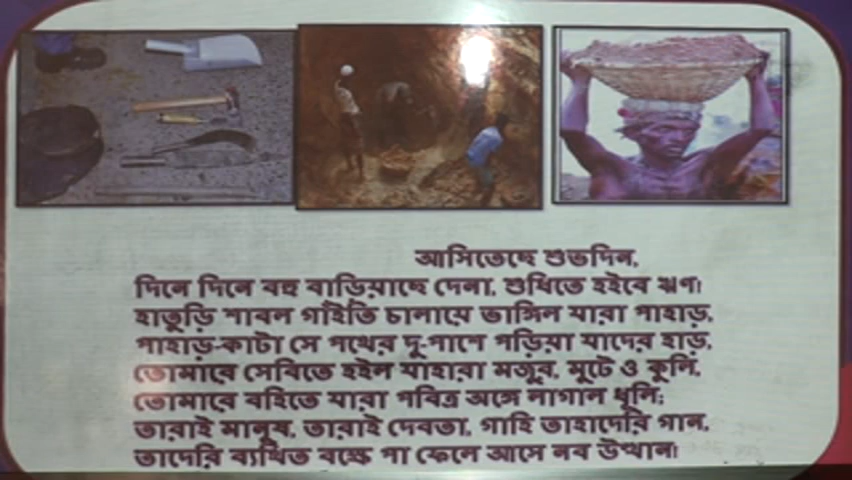 আসিতেছে শুভদিন,
দিনে দিনে বহু বাড়িয়াছে দেনা, শুধিতে হইবে ঋণ!
হাতুড়ি শাবল গাঁইতি চালায়ে ভাঙ্গিল যারা পাহাড়,
পাহাড়-কাটা সে পথের দু-পাশে পড়িয়া যাদের হাড়,
তোমারে সেবিতে হইল যাহারা মজুর, মুটে ও কুলি,
তোমারে বহিতে যারা পবিত্র অঙ্গে লাগাল ধূলি;
তারাই মানুষ, তারাই দেবতা, গাহি তাহাদেরি গান,
তাদেরি ব্যথিত বক্ষে পা ফেলে আসে নব উত্থান!